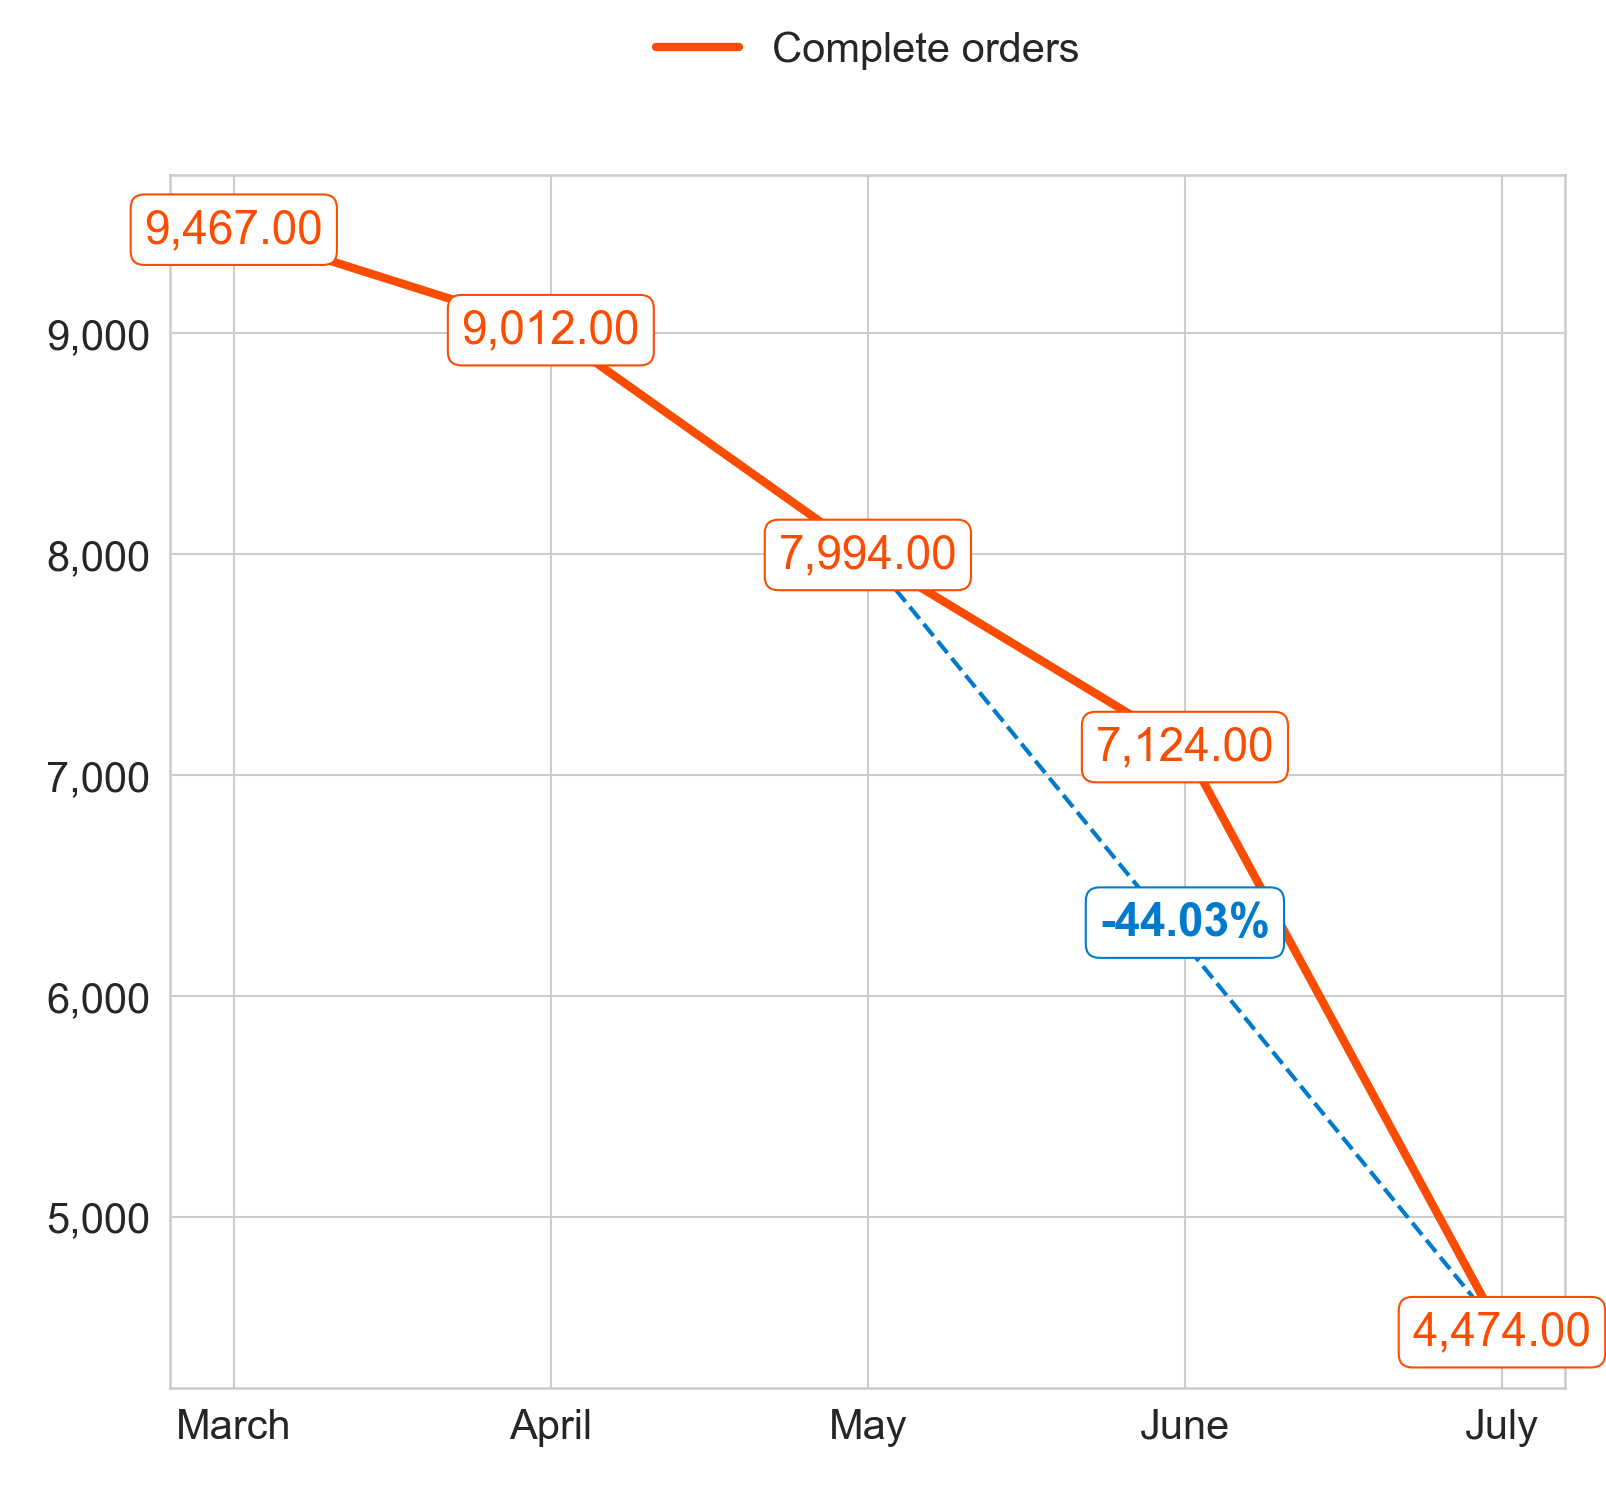 Complete orders
9,467.00
9,012.00
9,000
7,994.00
8,000
7,124.00
7,000
-44.03%
6,000
5,000
4,474.00
March
April
May
June
July